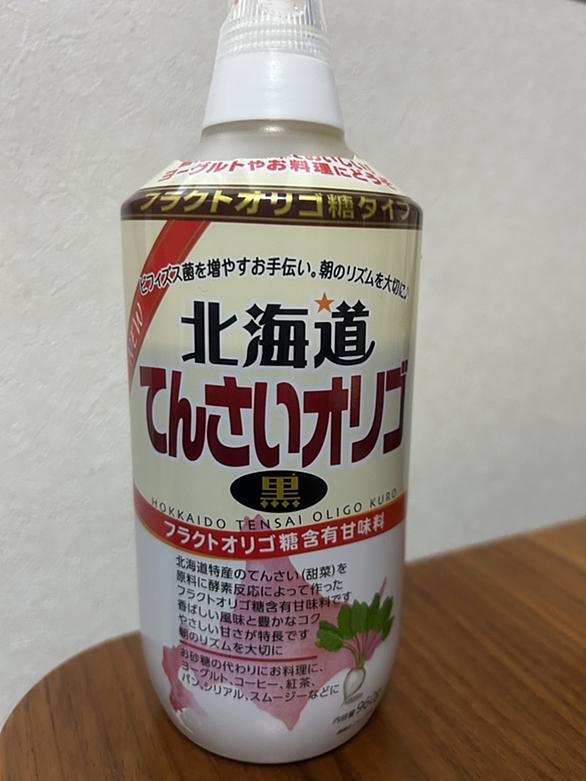 ヨーグルトやお料理にどうぞ
フラクトオリゴ糖タイプ
ビフィズス菌を増やすお手伝い。朝のリズムを大切に♪
NEW
北海道
てんさいオリゴ
黒
HOKKAIDO TENSAI OLIGO KURO
フラクトオリゴ糖含有甘味料
北海道特産のてんさい(甜菜)を
原料に酵素反応によって作った
フラクトオリゴ糖含有甘味料です
香ばしい風味と豊かなコク
やさしい甘さが特長です
朝のリズムを大切に
お砂糖の代わりにお料理に、
ヨーグルト、コーヒー、紅茶、
パン、シリアル、スムージーなどに
内容量960g